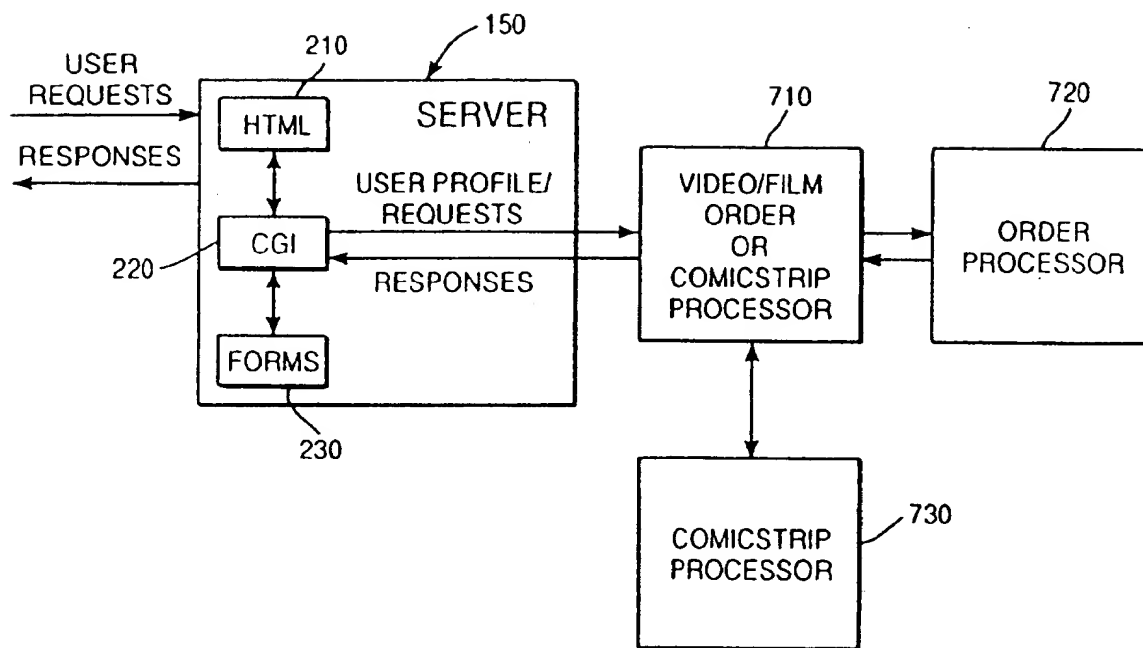 150
210
USER
REQUESTS
HTML
SERVER
RESPONSES
710
720
USER PROFILE/
REQUESTS
CGI
220
RESPONSES
VIDEO/FILM
ORDER
OR
COMICSTRIP
PROCESSOR
ORDER
PROCESSOR
FORMS
230
COMICSTRIP
PROCESSOR
730